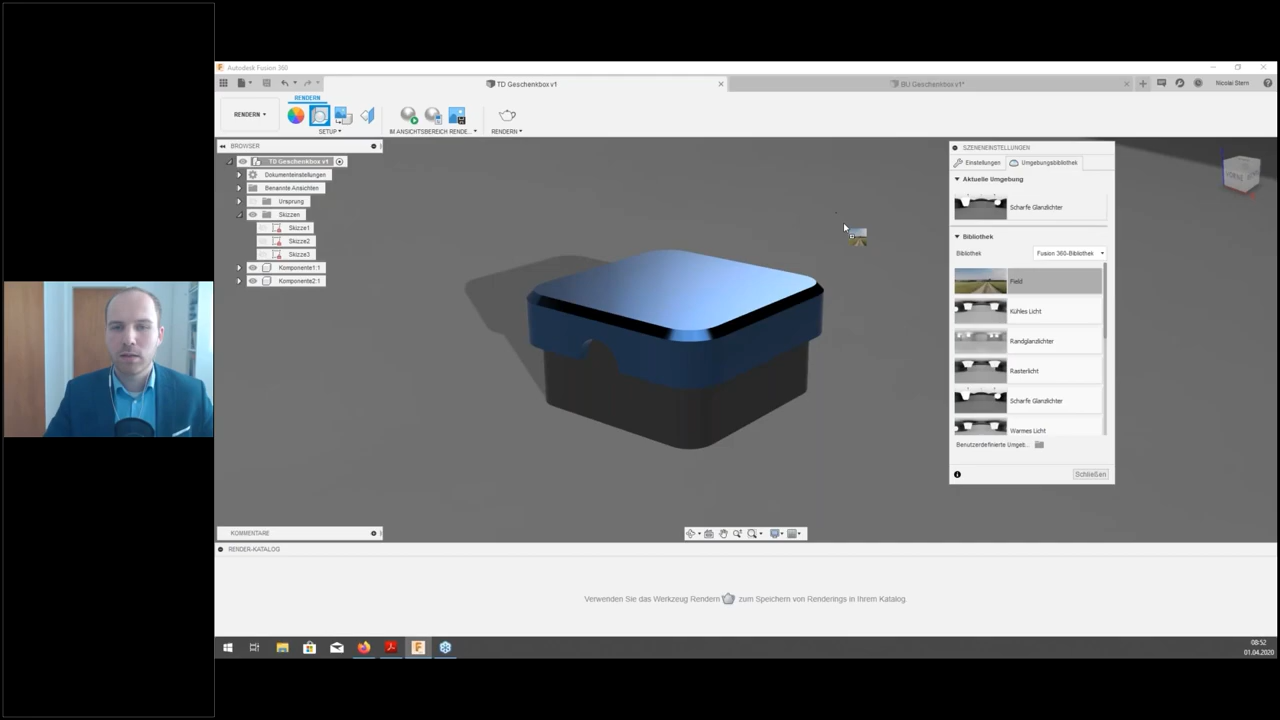 Autodesk Fusion 360
TD Geschenkbox v1
BU Geschenkbox v1*
Nicolai Stern
RENDERN
RENDERN
SETUP
IM ANSICHTSBEREICH RENDE...
RENDERN
BROWSER
TD Geschenkbox v1
Dokumenteinstellungen
Benannte Ansichten
Ursprung
Skizzen
Skizze1
Skizze2
Skizze3
Komponente1:1
Komponente2:1
SZENENEINSTELLUNGEN
Einstellungen
Umgebungsbibliothek
Aktuelle Umgebung
Scharfe Glanzlichter
Bibliothek
Bibliothek
Fusion 360-Bibliothek
Field
Kühles Licht
Randglanzlichter
Rasterlicht
Scharfe Glanzlichter
Warmes Licht
Benutzerdefinierte Umgeb...
Schließen
KOMMENTARE
RENDER-KATALOG
Verwenden Sie das Werkzeug Rendern zum Speichern von Renderings in Ihrem Katalog.
08:52
01.04.2020